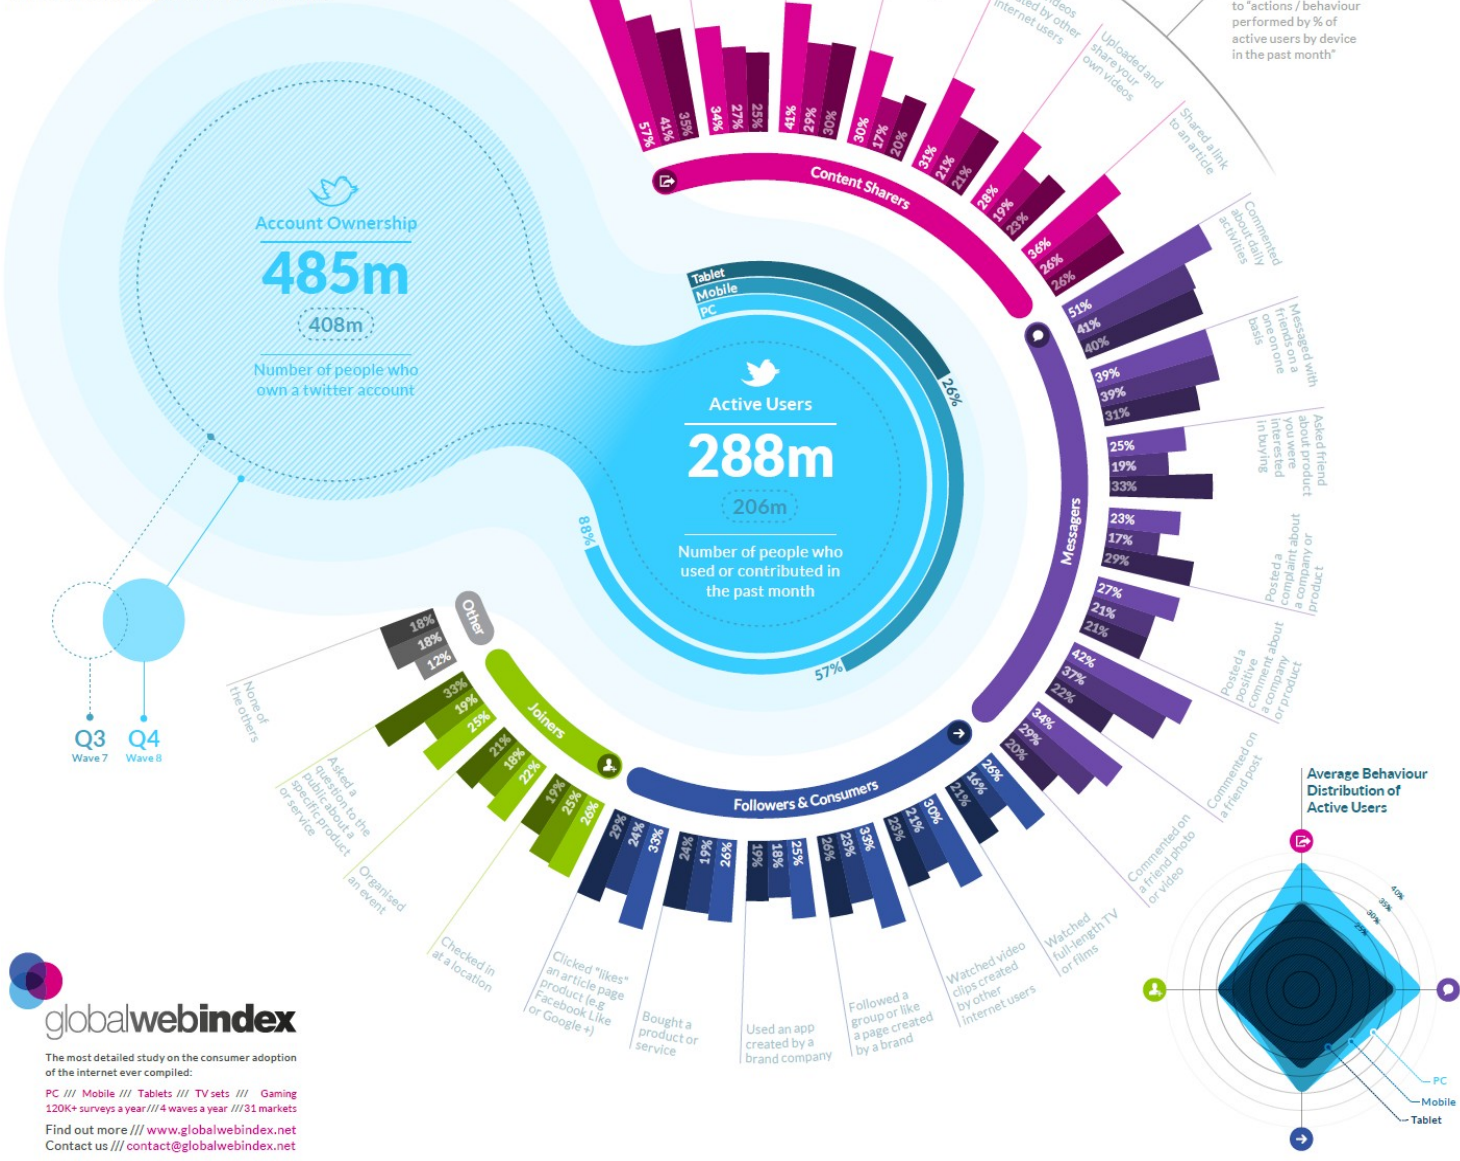 to "actions / behaviour
performed by % of
active users by device
in the past month"
ideos
ted by other
internet users
Uploaded and
share your
own videos
Shared a link
to an article
57%
41%
35%
34%
27%
25%
41%
29%
30%
30%
17%
20%
31%
21%
21%
28%
19%
23%
36%
26%
26%
Content Sharers
Account Ownership
485m
408m
Number of people who
own a twitter account
Tablet
Mobile
PC
26%
57%
88%
Active Users
288m
206m
Number of people who
used or contributed in
the past month
Commented
about daily
activities
51%
41%
40%
Messaged with
friends on a
one on one
basis
39%
39%
31%
Asked friend
about product
you were
interested
in buying
25%
19%
33%
Messagers
23%
17%
29%
Posted a
complaint about
a company or
product
27%
21%
21%
Posted a
positive
comment about
a company
or product
42%
37%
22%
Commented on
a friend post
34%
29%
20%
Commented on
a friend photo
or video
Followers & Consumers
26%
16%
21%
Watched
full-length TV
or films
30%
21%
23%
Watched video
clips created
by other
internet users
33%
23%
26%
Followed a
group or like
a page created
by a brand
25%
18%
19%
Used an app
created by a
brand company
26%
19%
24%
Bought a
product or
service
33%
24%
29%
Clicked "likes"
an article page
product (e.g
Facebook Like
or Google +)
Joiners
26%
25%
19%
Checked in
at a location
22%
18%
21%
Organised
an event
25%
19%
33%
Asked a
question to the
public about a
specific product
or service
Other
12%
18%
18%
None of
the others
Q3
Wave 7
Q4
Wave 8
Average Behaviour
Distribution of
Active Users
40%
35%
30%
25%
PC
Mobile
Tablet
globalwebindex
The most detailed study on the consumer adoption
of the internet ever compiled:
PC /// Mobile /// Tablets /// TV sets /// Gaming
120K+ surveys a year///4 waves a year ///31 markets
Find out more /// www.globalwebindex.net
Contact us /// contact@globalwebindex.net